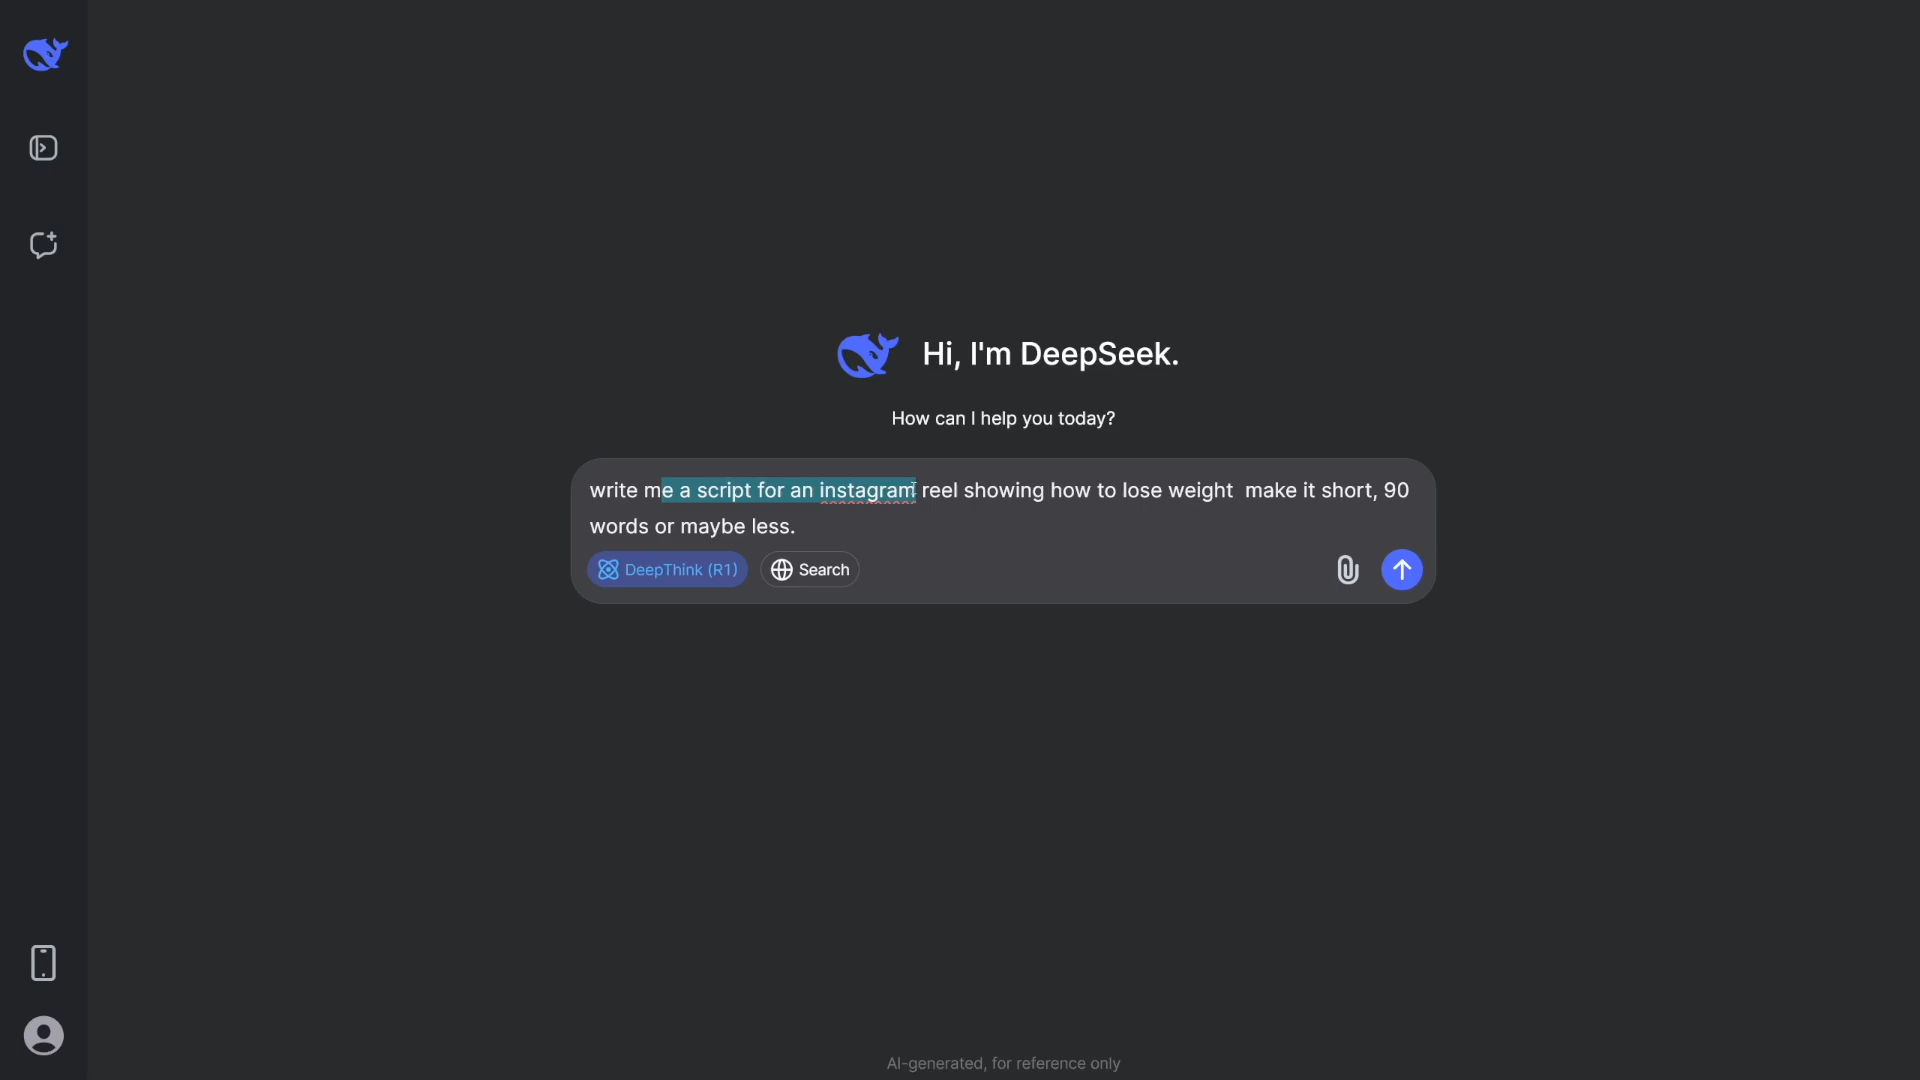 Hi, I'm DeepSeek.
How can I help you today?
write me a script for an instagram reel showing how to lose weight  make it short, 90
words or maybe less.
DeepThink (R1)
Search
AI-generated, for reference only